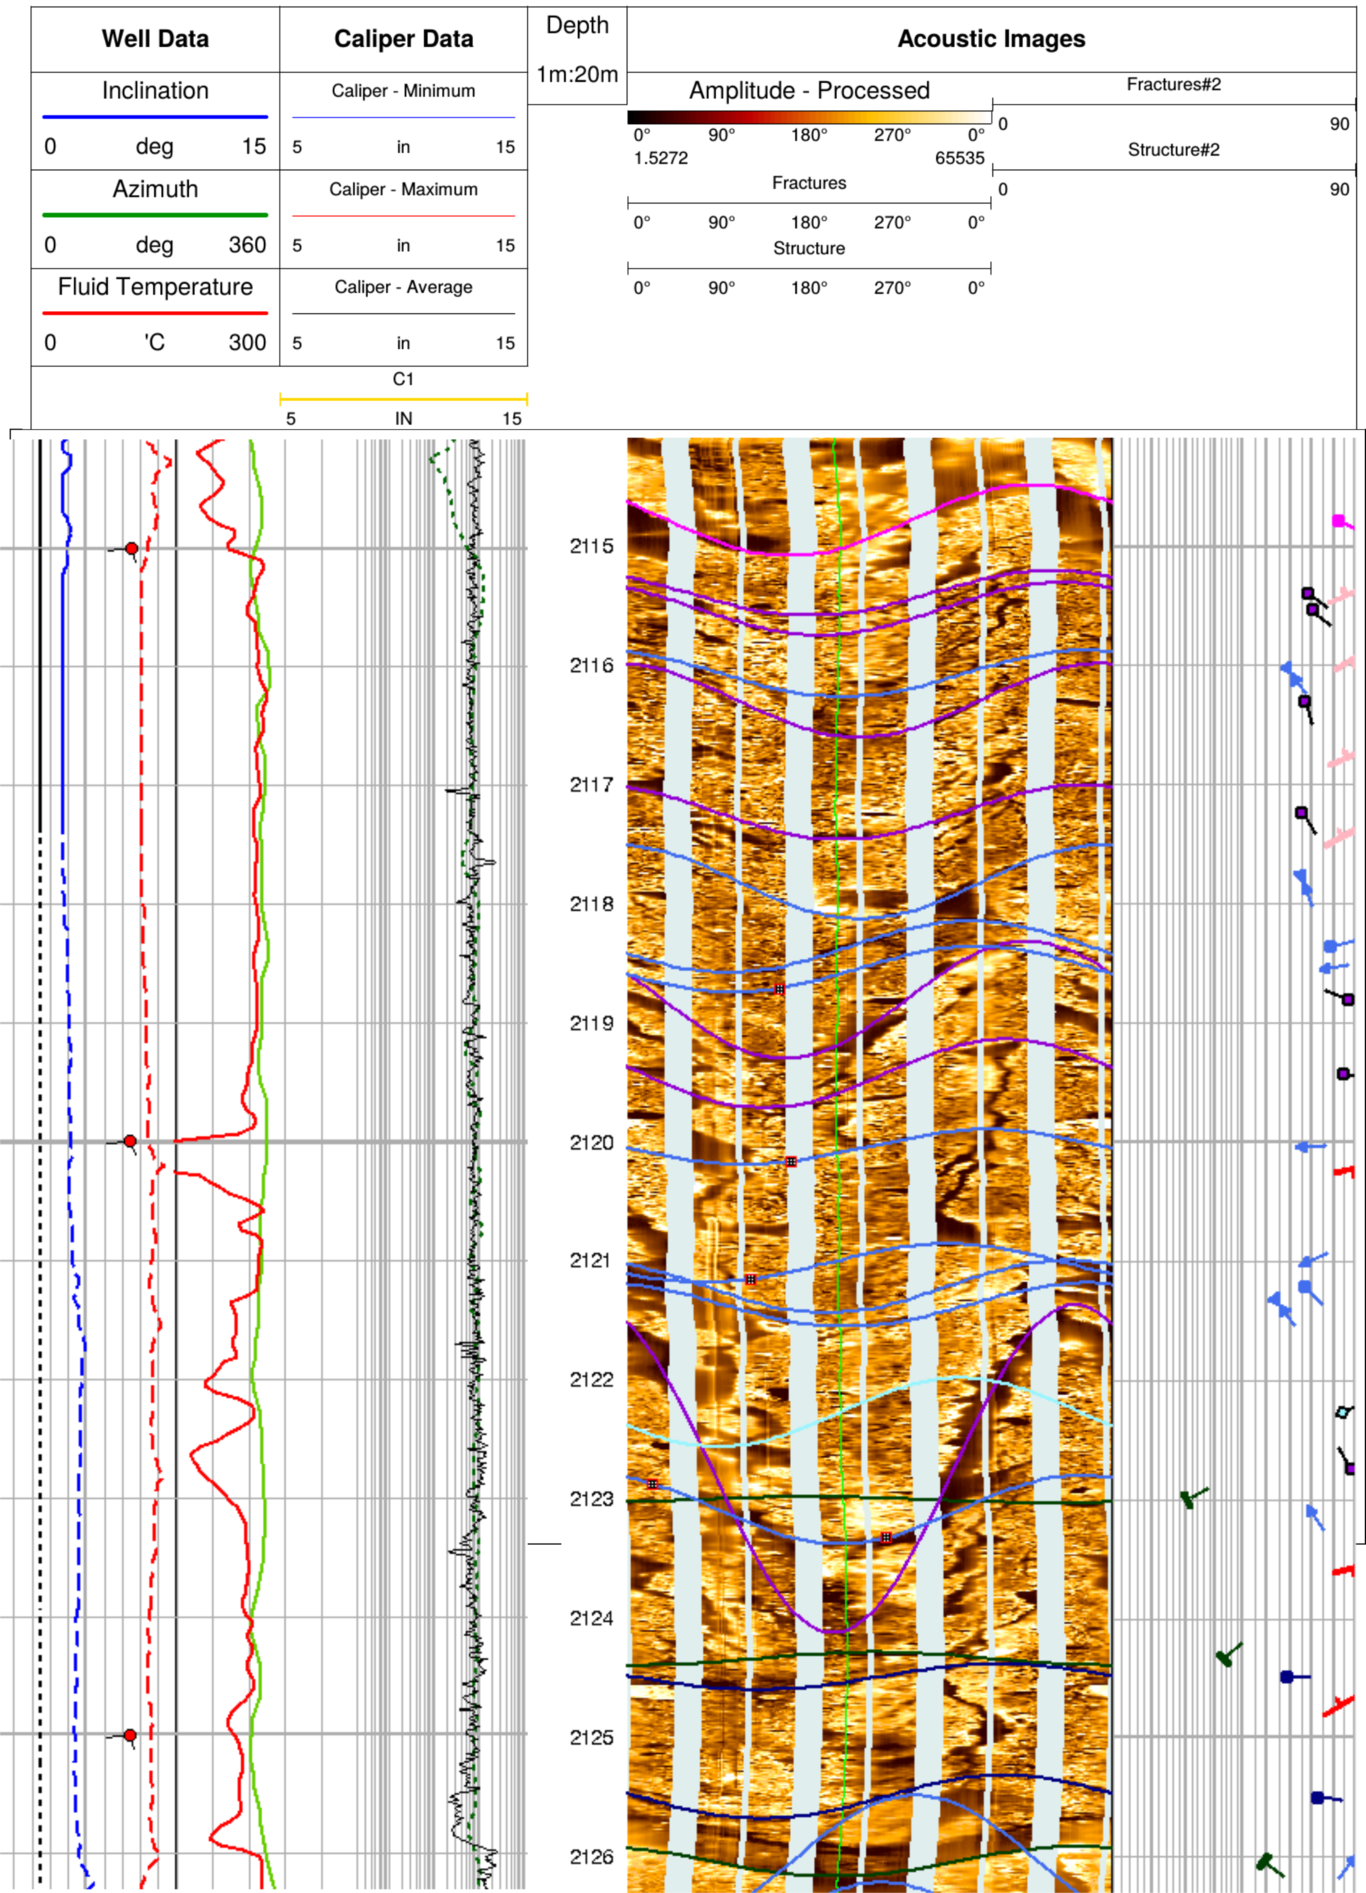 Well Data
Caliper Data
Depth
1m:20m
Acoustic Images
Inclination
0 deg 15
Azimuth
0 deg 360
Fluid Temperature
0 'C 300
Caliper - Minimum
5 in 15
Caliper - Maximum
5 in 15
Caliper - Average
5 in 15
C1
5 IN 15
Amplitude - Processed
0° 90° 180° 270° 0°
1.5272 65535
Fractures
0° 90° 180° 270° 0°
Structure
0° 90° 180° 270° 0°
Fractures#2
0 90
Structure#2
0 90
2115
2116
2117
2118
2119
2120
2121
2122
2123
2124
2125
2126